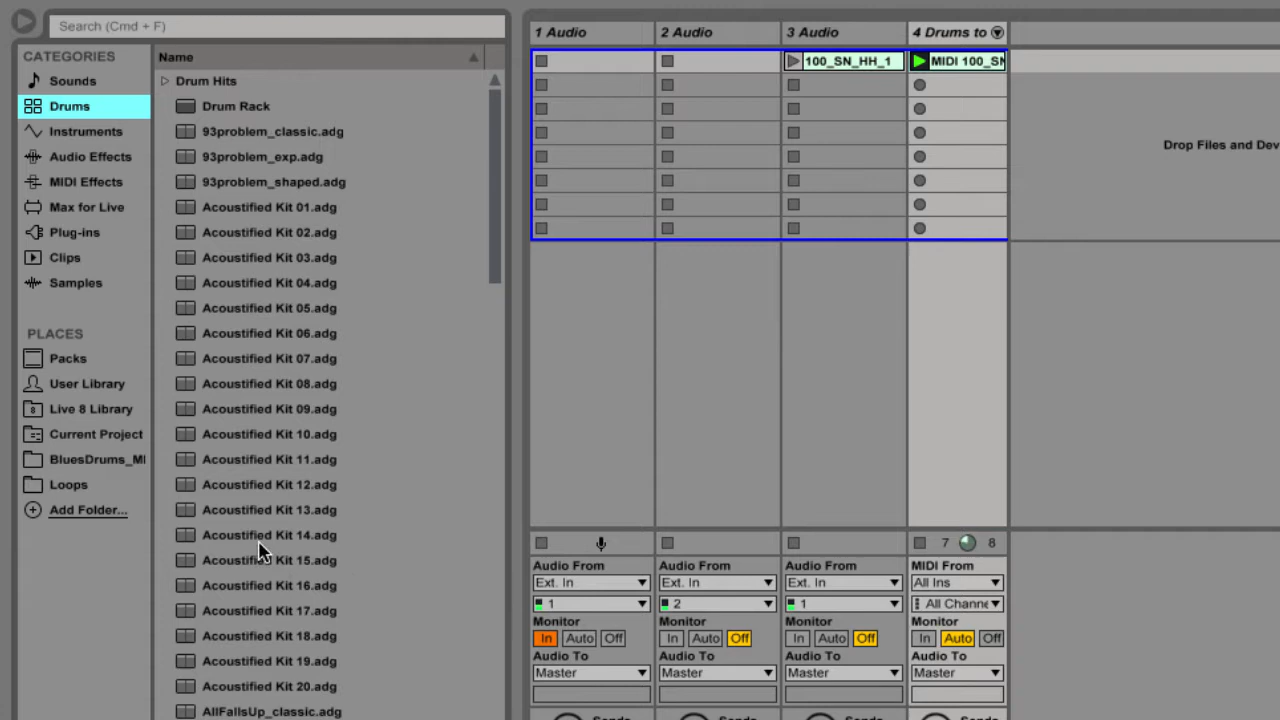 Search (Cmd + F)
CATEGORIES
Sounds
Drums
Instruments
Audio Effects
MIDI Effects
Max for Live
Plug-ins
Clips
Samples
PLACES
Packs
User Library
Live 8 Library
Current Project
BluesDrums_MI
Loops
Add Folder...
Name
Drum Hits
Drum Rack
93problem_classic.adg
93problem_exp.adg
93problem_shaped.adg
Acoustified Kit 01.adg
Acoustified Kit 02.adg
Acoustified Kit 03.adg
Acoustified Kit 04.adg
Acoustified Kit 05.adg
Acoustified Kit 06.adg
Acoustified Kit 07.adg
Acoustified Kit 08.adg
Acoustified Kit 09.adg
Acoustified Kit 10.adg
Acoustified Kit 11.adg
Acoustified Kit 12.adg
Acoustified Kit 13.adg
Acoustified Kit 14.adg
Acoustified Kit 15.adg
Acoustified Kit 16.adg
Acoustified Kit 17.adg
Acoustified Kit 18.adg
Acoustified Kit 19.adg
Acoustified Kit 20.adg
AllFallsUp_classic.adg
1 Audio 2 Audio 3 Audio 4 Drums to
100_SN_HH_1 MIDI 100_SN
Drop Files and Dev
7 8
Audio From Audio From Audio From MIDI From
Ext. In Ext. In Ext. In All Ins
1 2 1 All Channe
Monitor Monitor Monitor Monitor
In Auto Off In Auto Off In Auto Off In Auto Off
Audio To Audio To Audio To Audio To
Master Master Master Master
Sends Sends Sends Sends